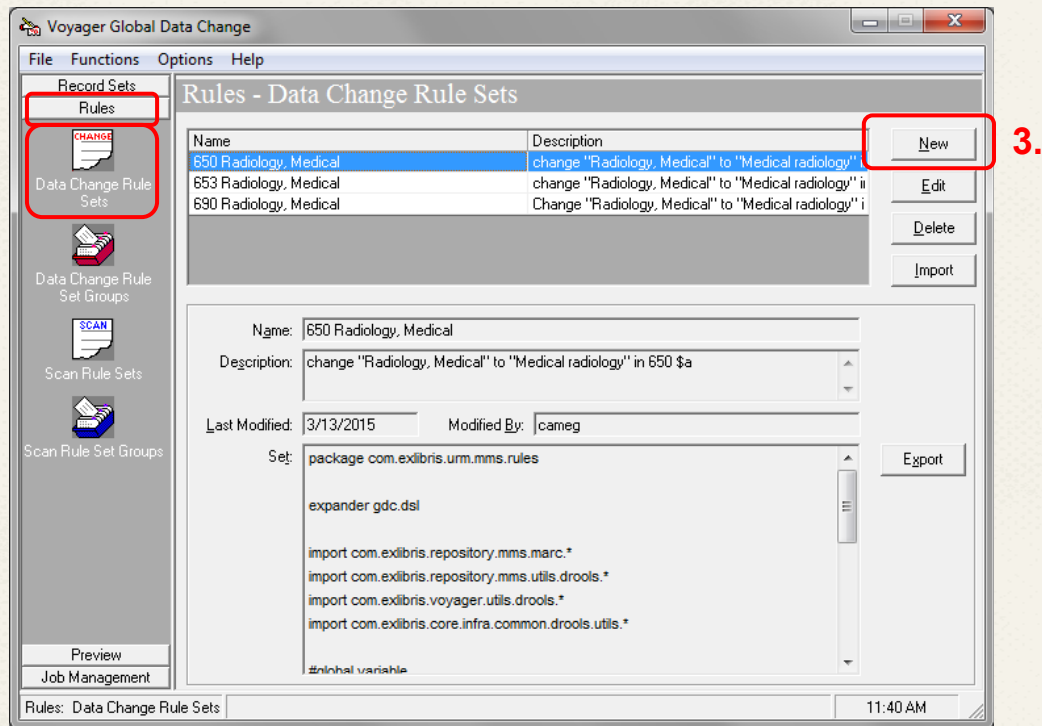 Voyager Global Data Change
File Functions Options Help
Record Sets
Rules
CHANGE
Data Change Rule
Sets
Data Change Rule
Set Groups
SCAN
Scan Rule Sets
Scan Rule Set Groups
Preview
Job Management
Rules - Data Change Rule Sets
Name Description
650 Radiology, Medical change "Radiology, Medical" to "Medical radiology" i
653 Radiology, Medical change "Radiology, Medical" to "Medical radiology" i
690 Radiology, Medical Change "Radiology, Medical" to "Medical radiology" i
New
3.
Edit
Delete
Import
Name: 650 Radiology, Medical
Description: change "Radiology, Medical" to "Medical radiology" in 650 $a
Last Modified: 3/13/2015 Modified By: cameg
Set: package com.exlibris.urm.mms.rules
expander gdc.dsl
import com.exlibris.repository.mms.marc.*
import com.exlibris.repository.mms.utils.drools.*
import com.exlibris.voyager.utils.drools.*
import com.exlibris.core.infra.common.drools.utils.*
#global variable
Export
Rules: Data Change Rule Sets 11:40 AM